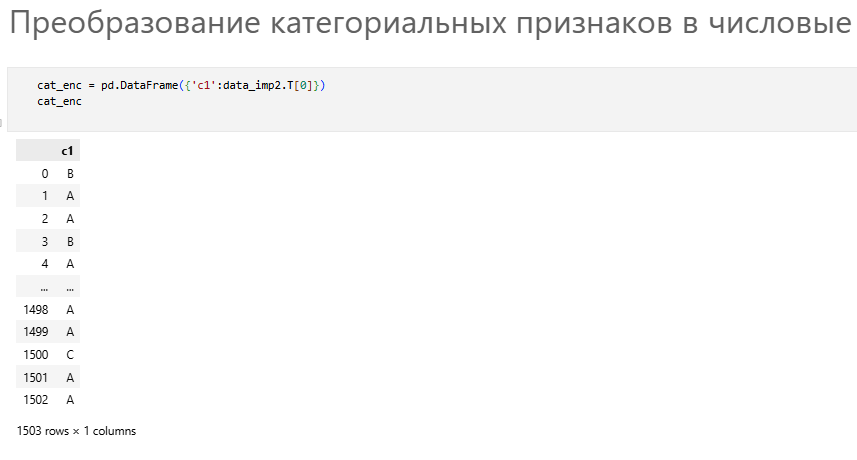 Преобразование категориальных признаков в числовые
cat_enc = pd.DataFrame({'c1':data_imp2.T[0]})
cat_enc
c1
0 B
1 A
2 A
3 B
4 A
... ...
1498 A
1499 A
1500 C
1501 A
1502 A
1503 rows × 1 columns